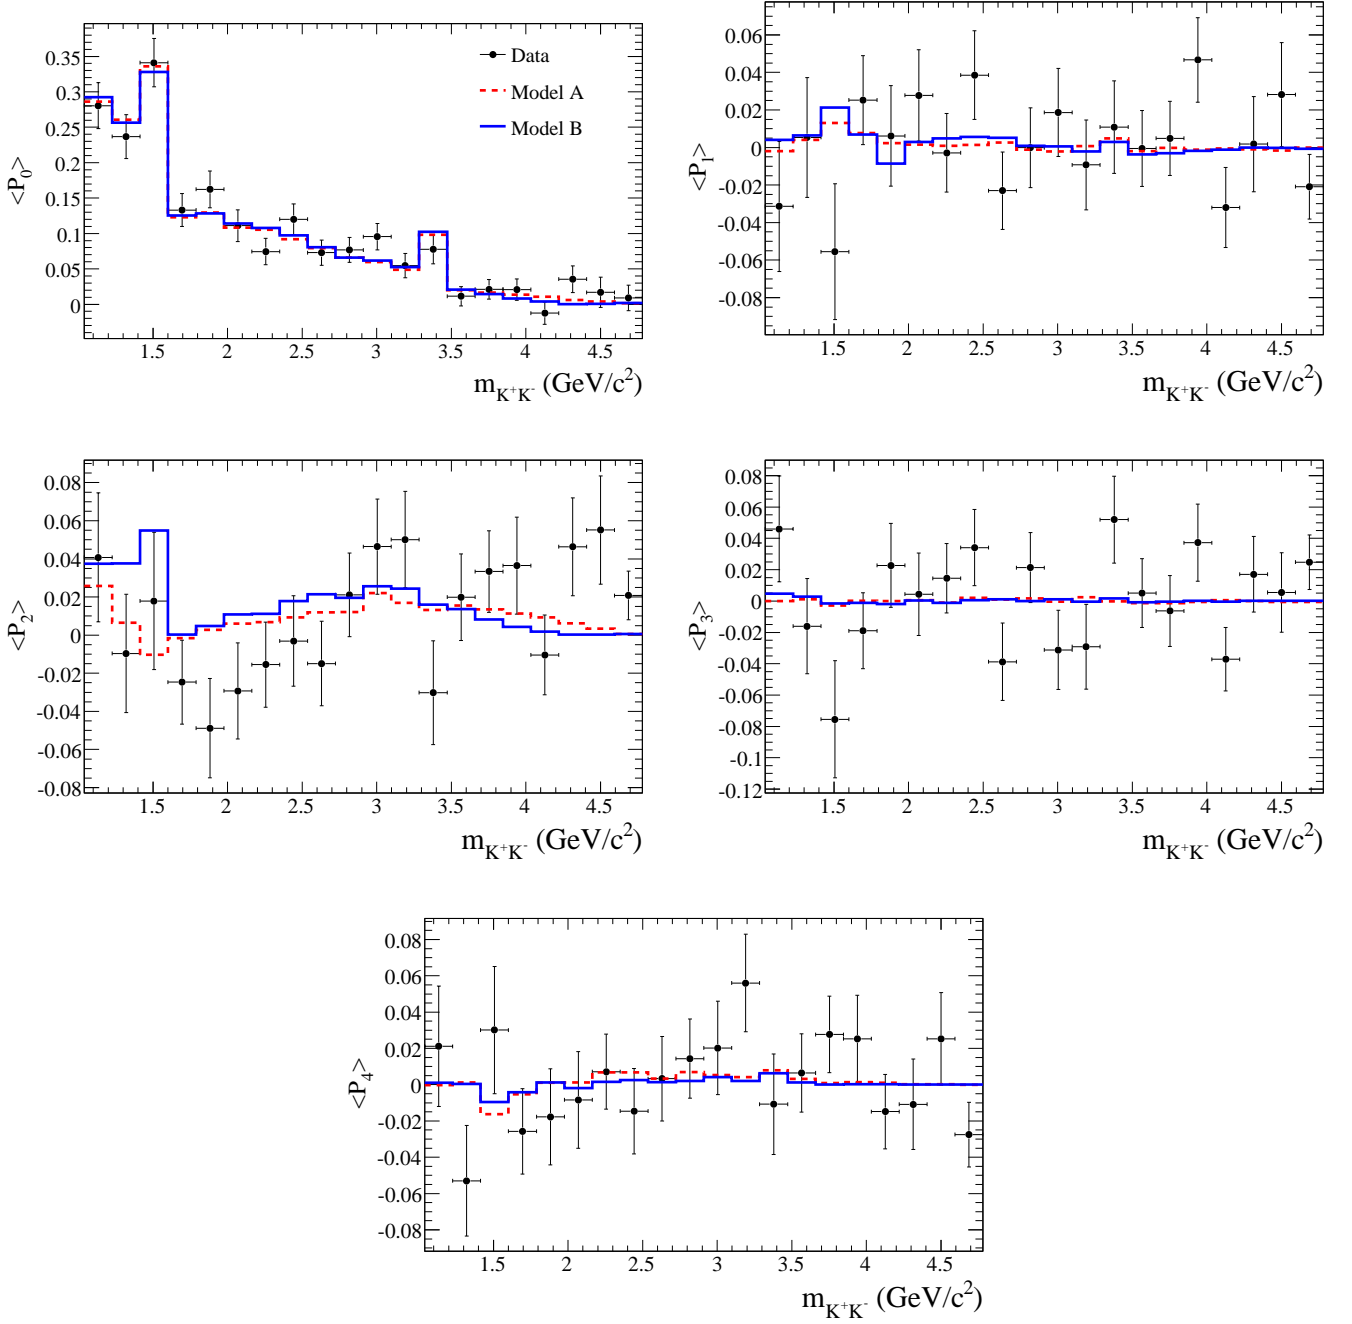 <P0>
0.35
0.3
0.25
0.2
0.15
0.1
0.05
0
Data
Model A
Model B
1.5 2 2.5 3 3.5 4 4.5
mK+K- (GeV/c2)
<P1>
0.06
0.04
0.02
0
-0.02
-0.04
-0.06
-0.08
1.5 2 2.5 3 3.5 4 4.5
mK+K- (GeV/c2)
<P2>
0.08
0.06
0.04
0.02
0
-0.02
-0.04
-0.06
-0.08
1.5 2 2.5 3 3.5 4 4.5
mK+K- (GeV/c2)
<P3>
0.08
0.06
0.04
0.02
0
-0.02
-0.04
-0.06
-0.08
-0.1
-0.12
1.5 2 2.5 3 3.5 4 4.5
mK+K- (GeV/c2)
<P4>
0.08
0.06
0.04
0.02
0
-0.02
-0.04
-0.06
-0.08
1.5 2 2.5 3 3.5 4 4.5
mK+K- (GeV/c2)